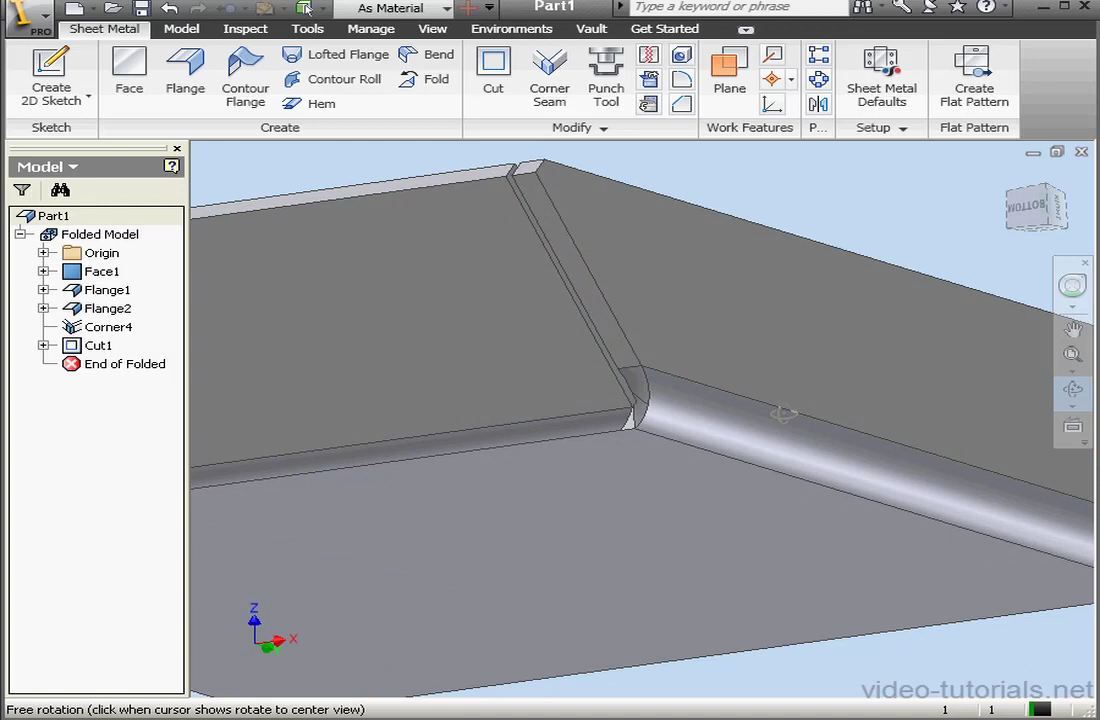 As Material
Part1
Type a keyword or phrase
PRO
Sheet Metal
Model
Inspect
Tools
Manage
View
Environments
Vault
Get Started
Create
2D Sketch
Face
Flange
Contour
Flange
Lofted Flange
Contour Roll
Hem
Bend
Fold
Cut
Corner
Seam
Punch
Tool
Plane
Sheet Metal
Defaults
Create
Flat Pattern
Sketch
Create
Modify
Work Features
P...
Setup
Flat Pattern
Model
Part1
Folded Model
Origin
Face1
Flange1
Flange2
Corner4
Cut1
End of Folded
BOTTOM
RIGHT
Z
X
video-tutorials.net
Free rotation (click when cursor shows rotate to center view)
1
1